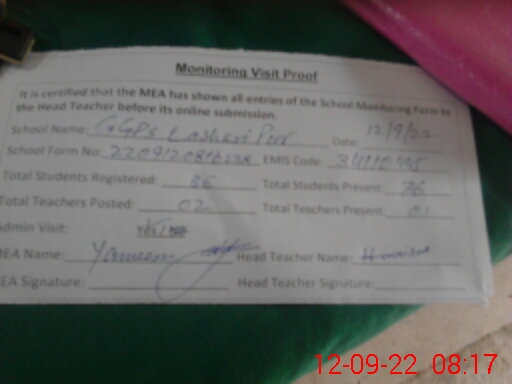 Monitoring Visit Proof
It is certified that the MEA has shown all entries of the School Monitoring Form to
the Head Teacher before its online submission.
School Name: GGPS Lasheri Date: 12/9/22
School Form No: EMIS Code:
Total Students Registered: 86 Total Students Present: 76
Total Teachers Posted: 02 Total Teachers Present: 01
Admin Visit: Yes/No
MEA Name: Yameen Head Teacher Name:
MEA Signature: Head Teacher Signature:
12-09-22 08:17